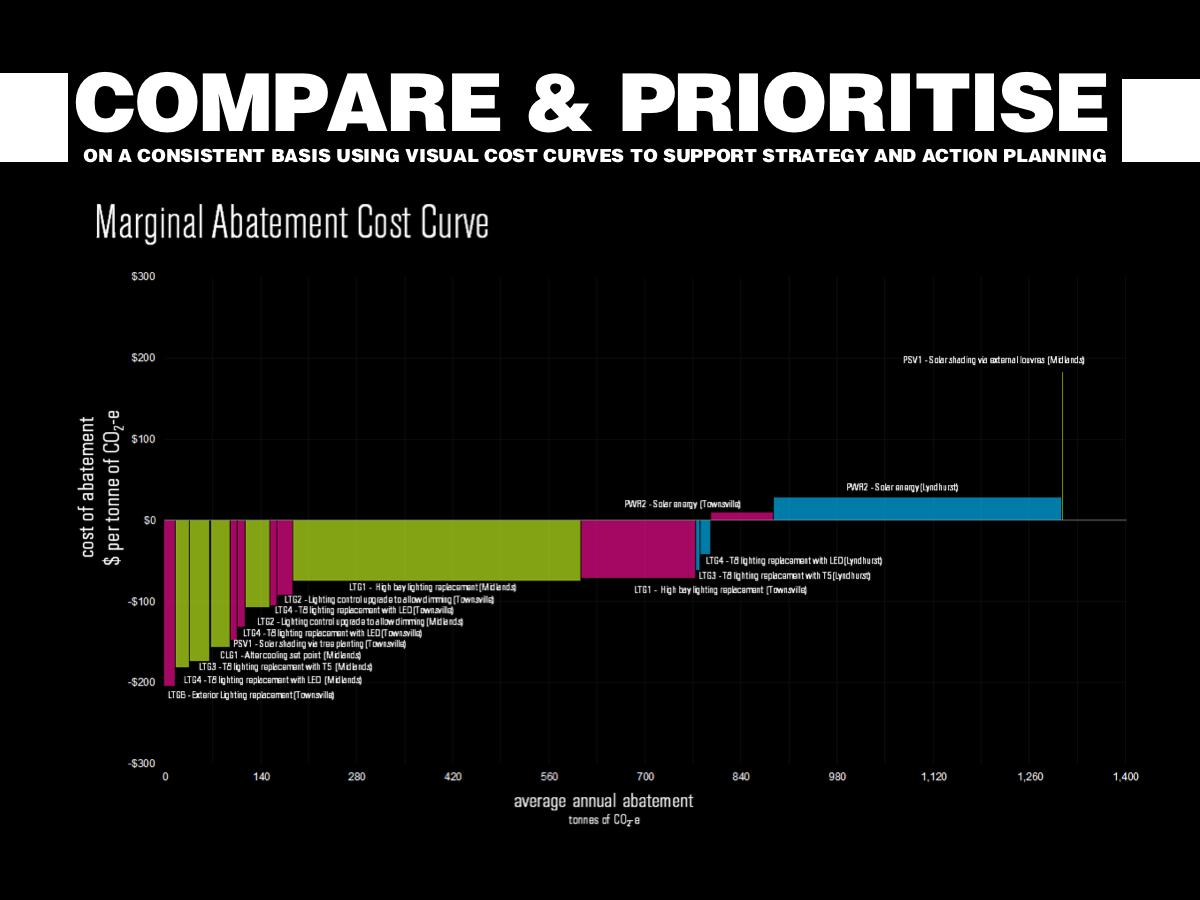 COMPARE & PRIORITISE
ON A CONSISTENT BASIS USING VISUAL COST CURVES TO SUPPORT STRATEGY AND ACTION PLANNING
Marginal Abatement Cost Curve
cost of abatement
$ per tonne of CO2-e
$300
$200
$100
$0
-$100
-$200
-$300
PSV1 - Solar shading via external louvres (Midlands)
PWR2 - Solar energy (Lyndhurst)
PWR2 - Solar energy (Townsville)
LTG4 - T8 lighting replacement with LED (Lyndhurst)
LTG3 - T8 lighting replacement with T5 (Lyndhurst)
LTG1 - High bay lighting replacement (Midlands)
LTG1 - High bay lighting replacement (Townsville)
LTG2 - Lighting control upgrade to allow dimming (Townsville)
LTG4 - T8 lighting replacement with LED (Townsville)
LTG2 - Lighting control upgrade to allow dimming (Midlands)
LTG4 - T8 lighting replacement with LED (Townsville)
PSV1 - Solar shading via tree planting (Townsville)
CLG1 - Alter cooling set point (Midlands)
LTG3 - T8 lighting replacement with T5 (Midlands)
LTG4 - T8 lighting replacement with LED (Midlands)
Exterior Lighting replacement (Townsville)
0 140 280 420 560 700 840 980 1,120 1,260 1,400
average annual abatement
tonnes of CO2-e